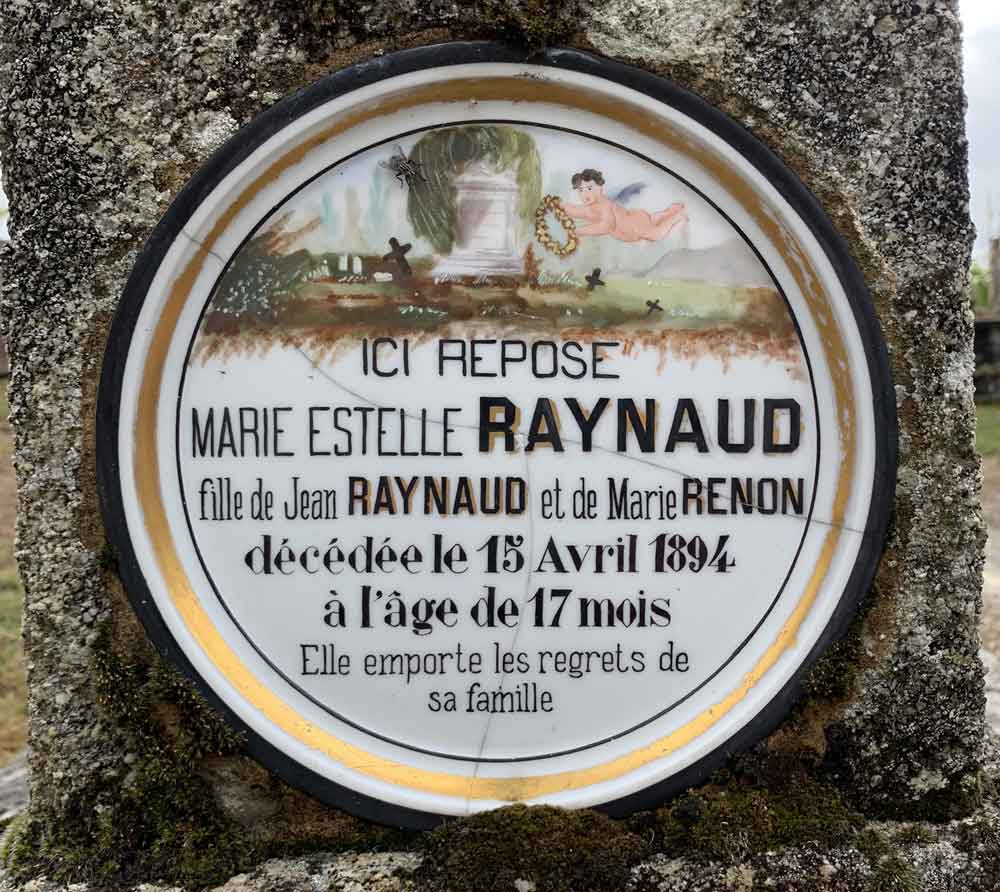 ICI REPOSE
MARIE ESTELLE RAYNAUD
fille de Jean RAYNAUD et de Marie RENON
décédée le 15 Avril 1894
à l'âge de 17 mois
Elle emporte les regrets de
sa famille